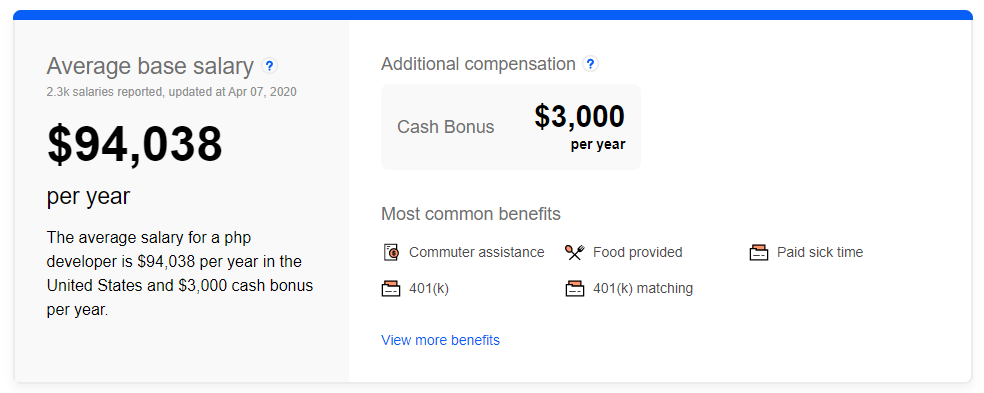 Average base salary ?
2.3k salaries reported, updated at Apr 07, 2020
$94,038
per year
The average salary for a php
developer is $94,038 per year in the
United States and $3,000 cash bonus
per year.
Additional compensation ?
Cash Bonus $3,000
per year
Most common benefits
Commuter assistance Food provided Paid sick time
401(k) 401(k) matching
View more benefits